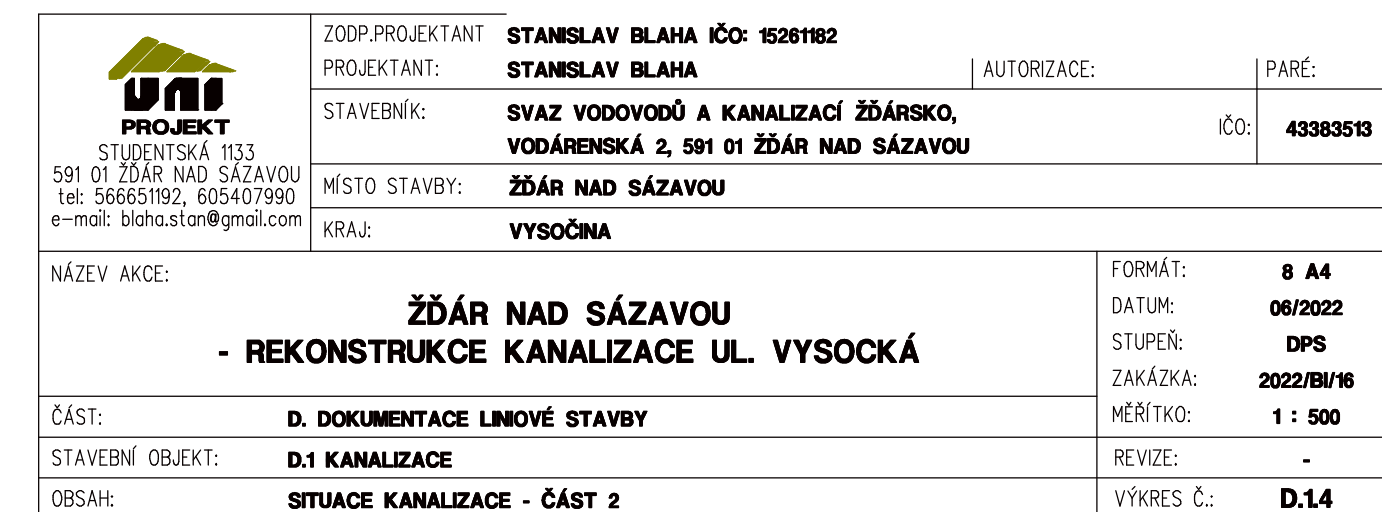 UNI
PROJEKT
STUDENTSKÁ 1133
591 01 ŽĎÁR NAD SÁZAVOU
tel: 566651192, 605407990
e-mail: blaha.stan@gmail.com
ZODP.PROJEKTANT STANISLAV BLAHA IČO: 15261182
PROJEKTANT: STANISLAV BLAHA AUTORIZACE: PARÉ:
STAVEBNÍK: SVAZ VODOVODŮ A KANALIZACÍ ŽĎÁRSKO,
VODÁRENSKÁ 2, 591 01 ŽĎÁR NAD SÁZAVOU
IČO: 43383513
MÍSTO STAVBY: ŽĎÁR NAD SÁZAVOU
KRAJ: VYSOČINA
NÁZEV AKCE:
ŽĎÁR NAD SÁZAVOU
- REKONSTRUKCE KANALIZACE UL. VYSOCKÁ
FORMÁT: 8 A4
DATUM: 06/2022
STUPEŇ: DPS
ZAKÁZKA: 2022/Bl/16
MĚŘÍTKO: 1 : 500
ČÁST: D. DOKUMENTACE LINIOVÉ STAVBY
STAVEBNÍ OBJEKT: D.1 KANALIZACE
REVIZE: -
OBSAH: SITUACE KANALIZACE - ČÁST 2
VÝKRES Č.: D.1.4